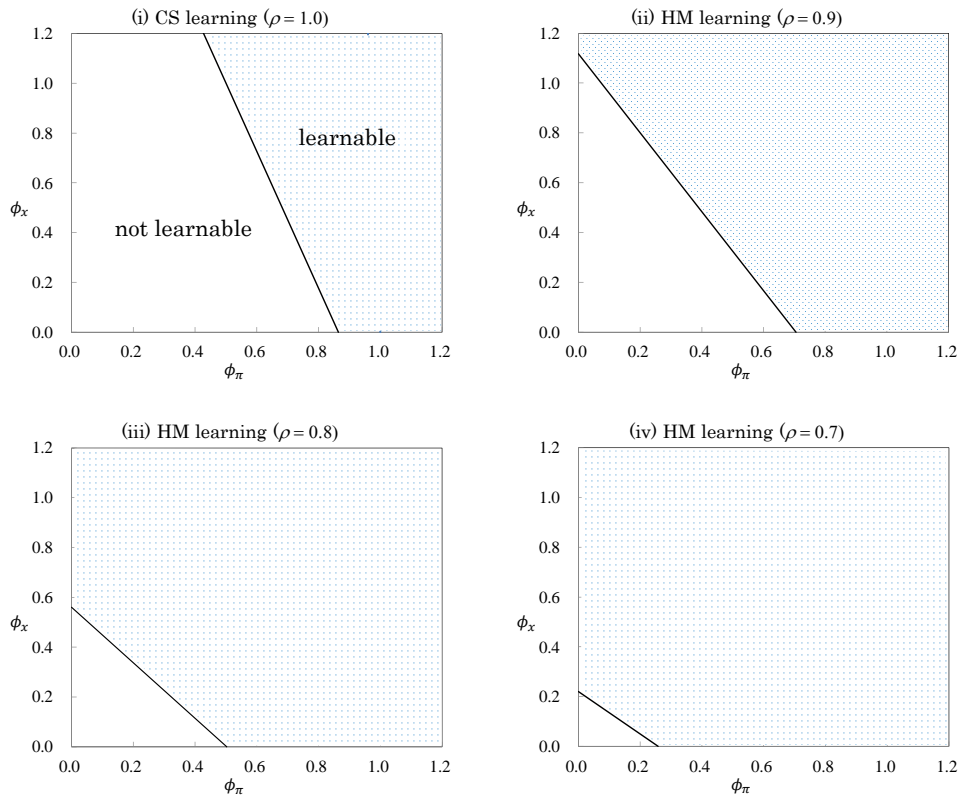 (i) CS learning (ρ = 1.0)
1.2
1.0
0.8
0.6
0.4
0.2
0.0
ϕx
learnable
not learnable
0.0 0.2 0.4 0.6 0.8 1.0 1.2
ϕπ
(ii) HM learning (ρ = 0.9)
1.2
1.0
0.8
0.6
0.4
0.2
0.0
ϕx
0.0 0.2 0.4 0.6 0.8 1.0 1.2
ϕπ
(iii) HM learning (ρ = 0.8)
1.2
1.0
0.8
0.6
0.4
0.2
0.0
ϕx
0.0 0.2 0.4 0.6 0.8 1.0 1.2
ϕπ
(iv) HM learning (ρ = 0.7)
1.2
1.0
0.8
0.6
0.4
0.2
0.0
ϕx
0.0 0.2 0.4 0.6 0.8 1.0 1.2
ϕπ